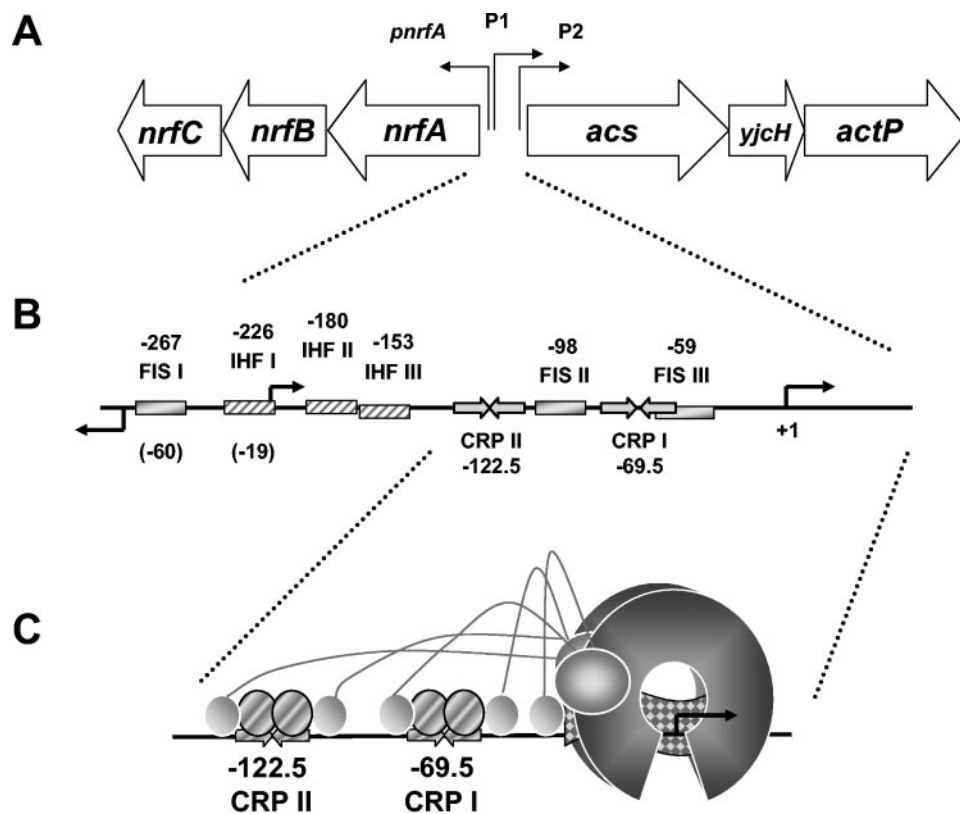 A
pnrfA
P1
P2
nrfC
nrfB
nrfA
acs
yjcH
actP
B
-267
FIS I
-226
IHF I
-180
IHF II
-153
IHF III
-98
FIS II
-59
FIS III
(-60)
(-19)
CRP II
-122.5
CRP I
-69.5
+1
C
-122.5
CRP II
-69.5
CRP I